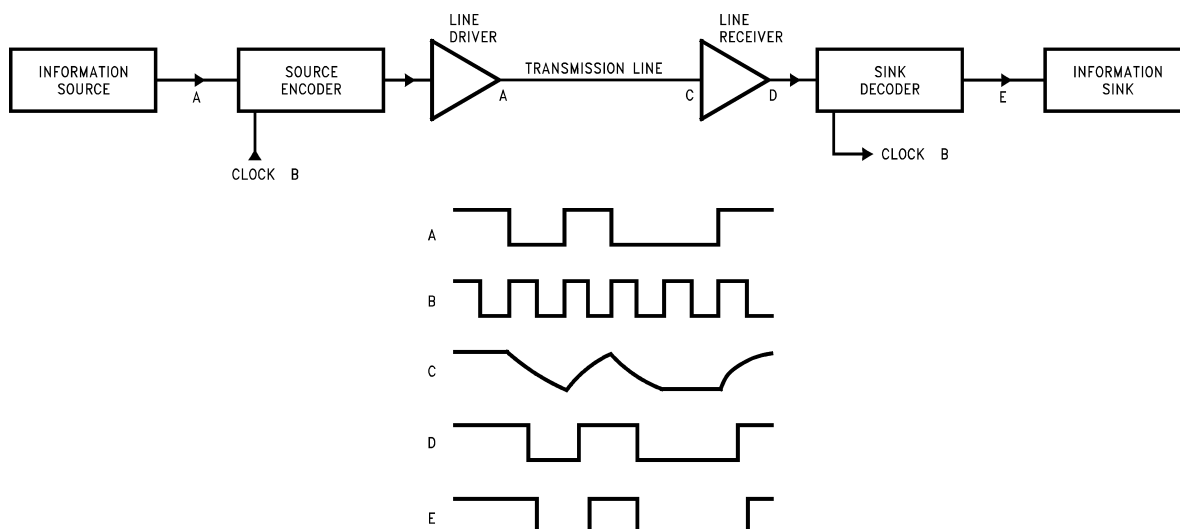 LINE
DRIVER
LINE
RECEIVER
INFORMATION
SOURCE
SOURCE
ENCODER
TRANSMISSION LINE
SINK
DECODER
INFORMATION
SINK
A
A
C
D
E
CLOCK B
CLOCK B
A
B
C
D
E